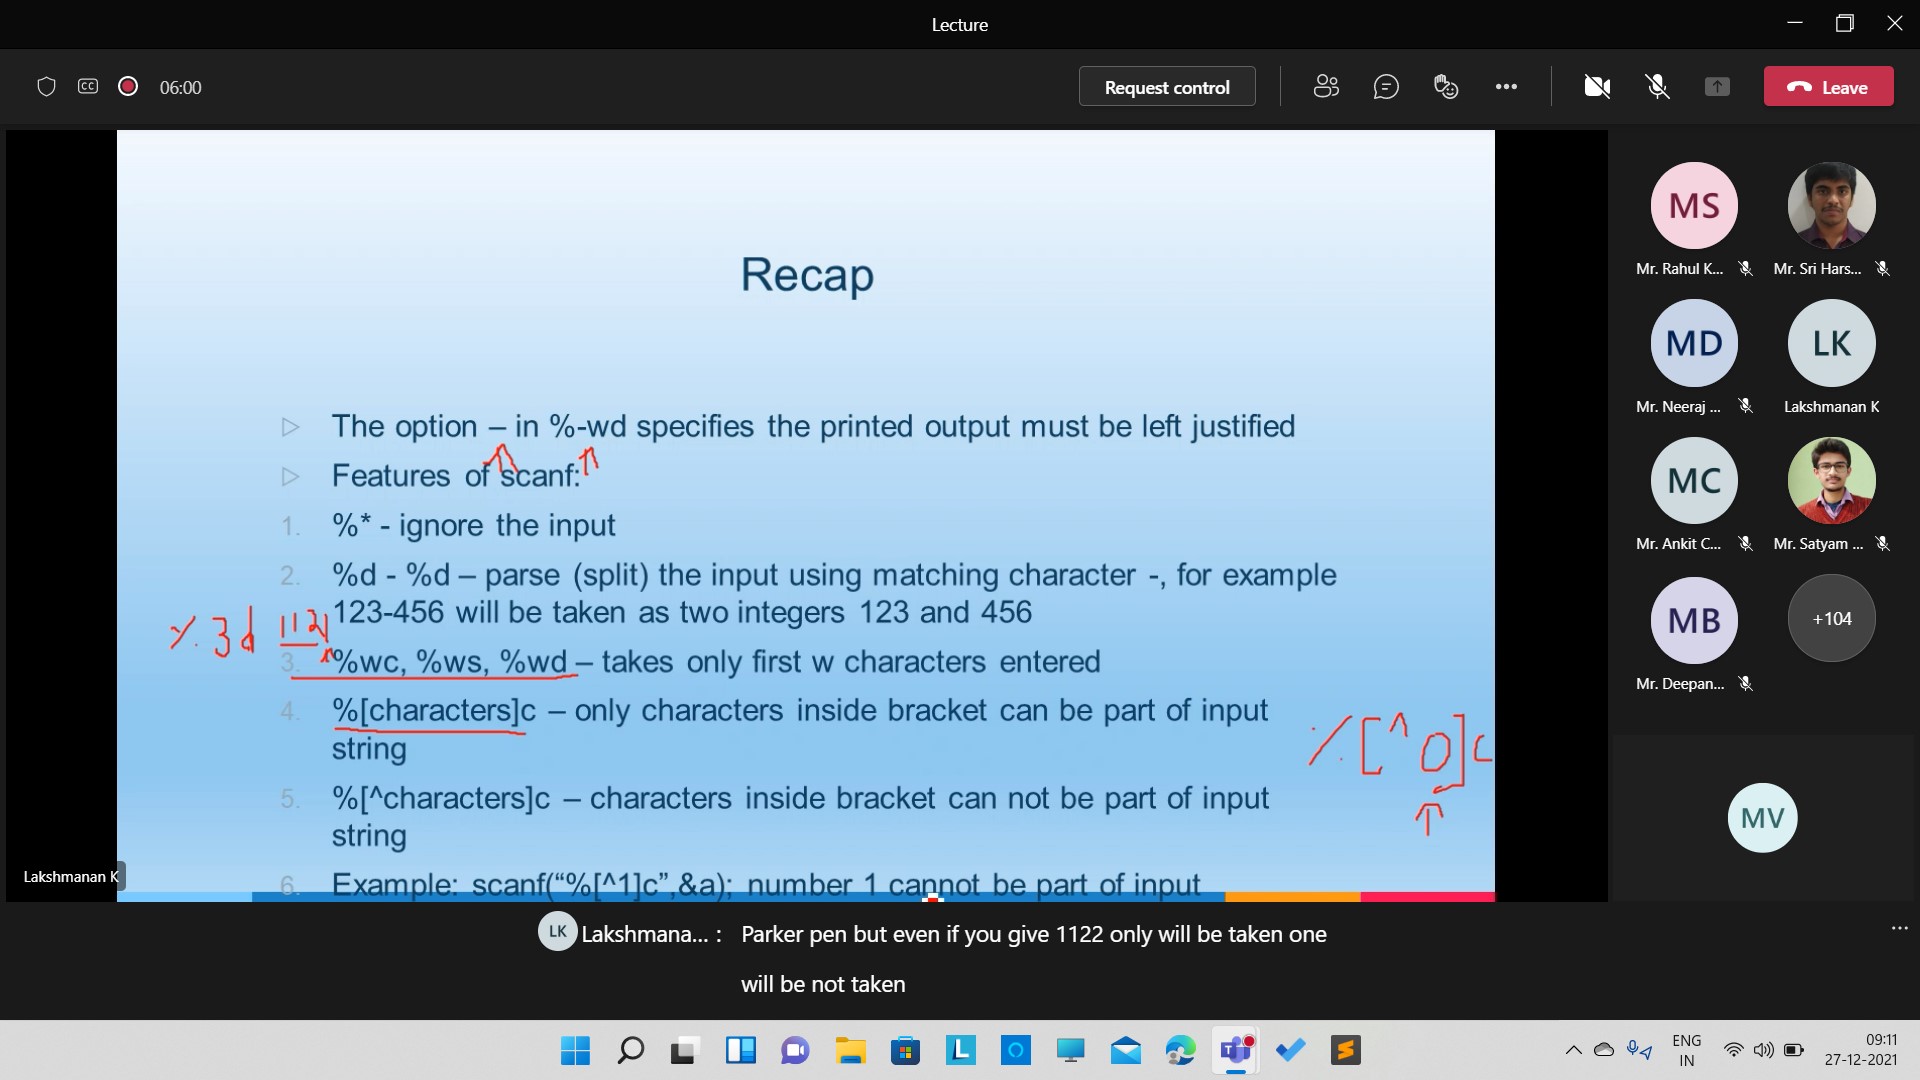 Lecture
CC
06:00
Request control
Leave
Recap
The option – in %-wd specifies the printed output must be left justified
Features of scanf:
1. %* - ignore the input
2. %d - %d – parse (split) the input using matching character -, for example
123-456 will be taken as two integers 123 and 456
% 3d 1121
3. %wc, %ws, %wd – takes only first w characters entered
4. %[characters]c – only characters inside bracket can be part of input
string
%[^0]c
5. %[^characters]c – characters inside bracket can not be part of input
string
6. Example: scanf(“%[^1]c”,&a); number 1 cannot be part of input
Lakshmanan K
MS
Mr. Rahul K...
Mr. Sri Hars...
MD
LK
Mr. Neeraj ...
Lakshmanan K
MC
Mr. Ankit C...
Mr. Satyam ...
MB
+104
Mr. Deepan...
MV
LK
Lakshmana... : Parker pen but even if you give 1122 only will be taken one
will be not taken
ENG
IN
09:11
27-12-2021